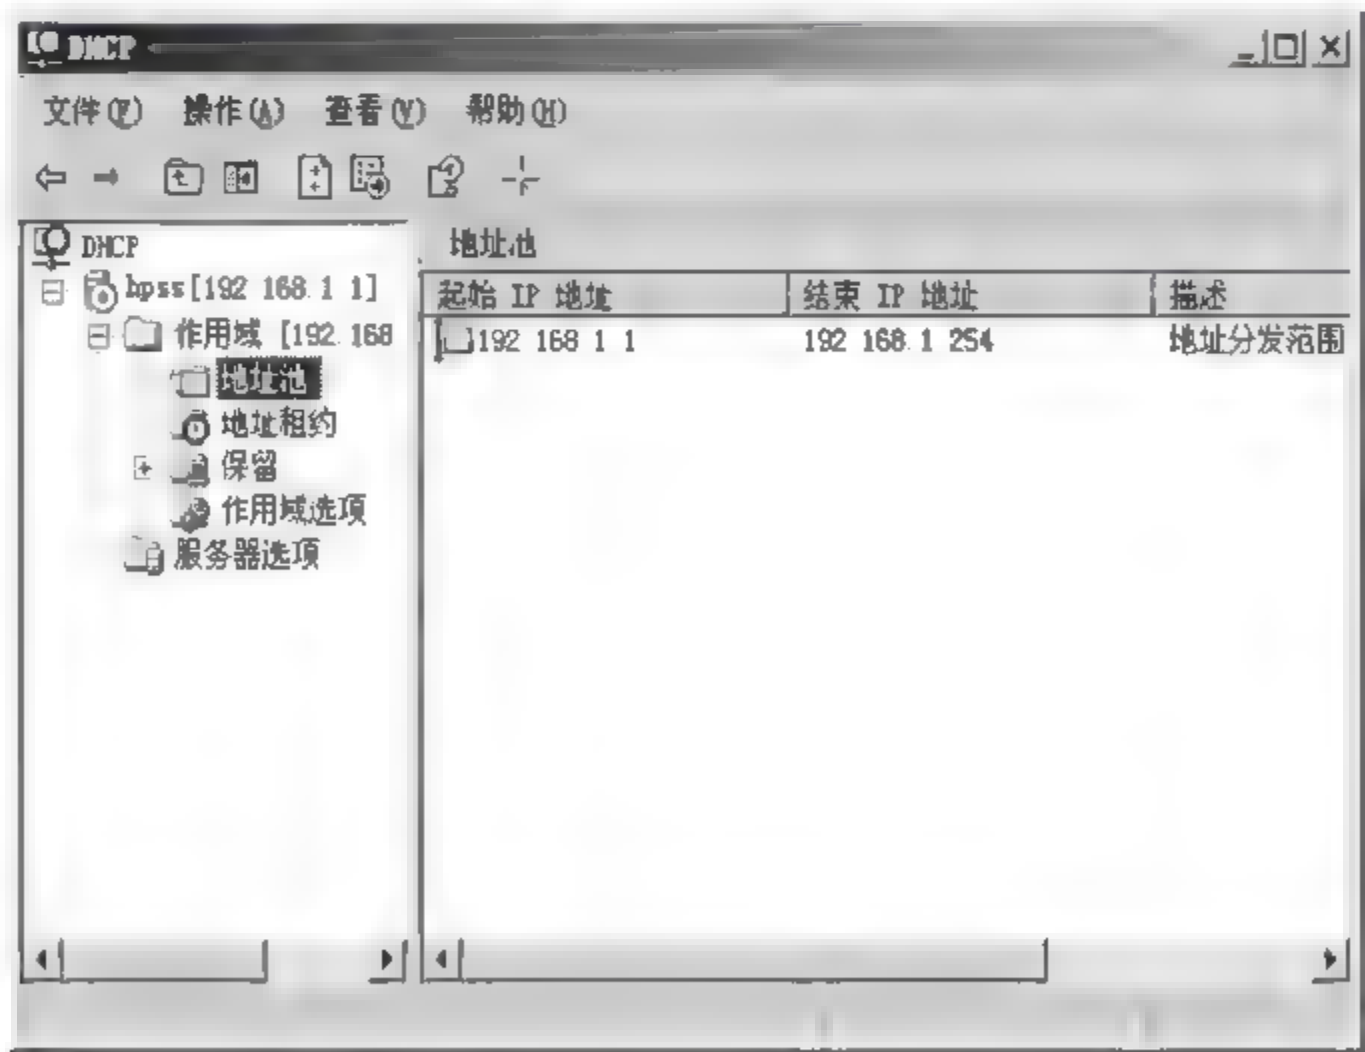 DHCP
文件(F) 操作(A) 查看(V) 帮助(H)
DHCP
hpss[192 168.1 1]
作用域 [192.168
地址池
地址租约
保留
作用域选项
服务器选项
地址池
起始 IP 地址 结束 IP 地址 描述
192 168 1 1 192 168.1 254 地址分发范围